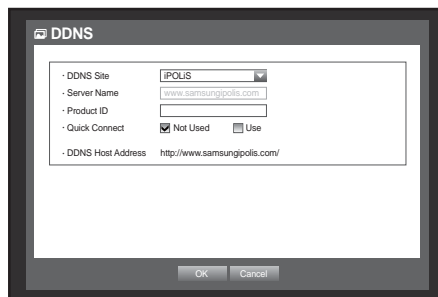 DDNS
· DDNS Site iPOLiS
· Server Name www.samsungipolis.com
· Product ID
· Quick Connect Not Used Use
· DDNS Host Address http://www.samsungipolis.com/
OK Cancel